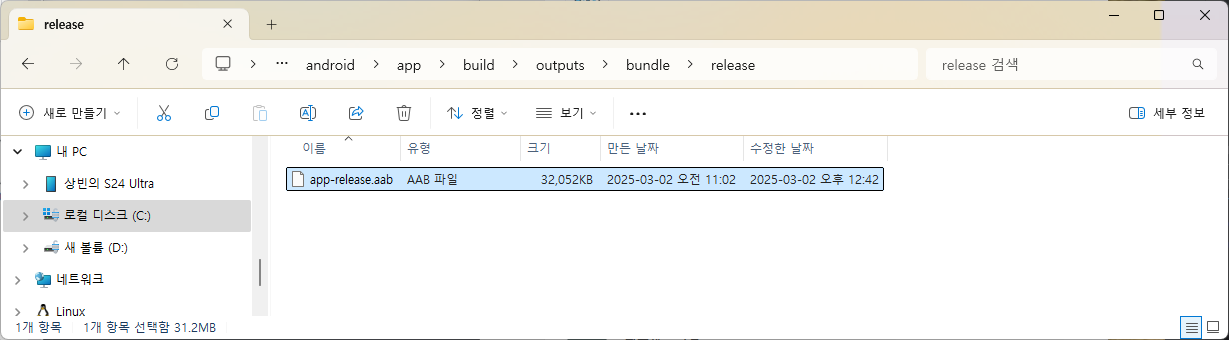 release
android > app > build > outputs > bundle > release
release 검색
새로 만들기
정렬
보기
세부 정보
이름 유형 크기 만든 날짜 수정한 날짜
app-release.aab AAB 파일 32,052KB 2025-03-02 오전 11:02 2025-03-02 오후 12:42
내 PC
상빈의 S24 Ultra
로컬 디스크 (C:)
새 볼륨 (D:)
네트워크
Linux
1개 항목 1개 항목 선택함 31.2MB